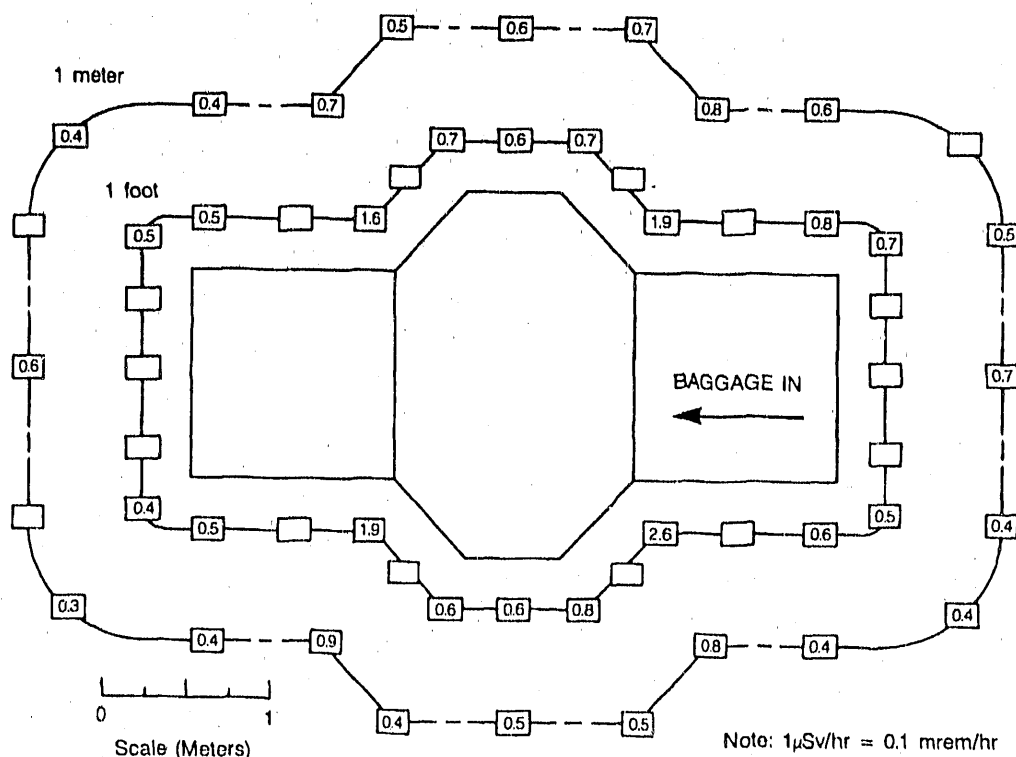 0.5 0.6 0.7
1 meter
0.4 0.7 0.8 0.6
0.4
0.7 0.6 0.7
1 foot
0.5 1.6 1.9 0.8
0.5 0.7 0.5
0.6 0.7
BAGGAGE IN
0.4 0.5
0.5 1.9 2.6 0.6 0.4
0.3 0.6 0.6 0.8 0.4
0.4 0.9 0.8 0.4
0 1
0.4 0.5 0.5
Scale (Meters)
Note: 1µSv/hr = 0.1 mrem/hr